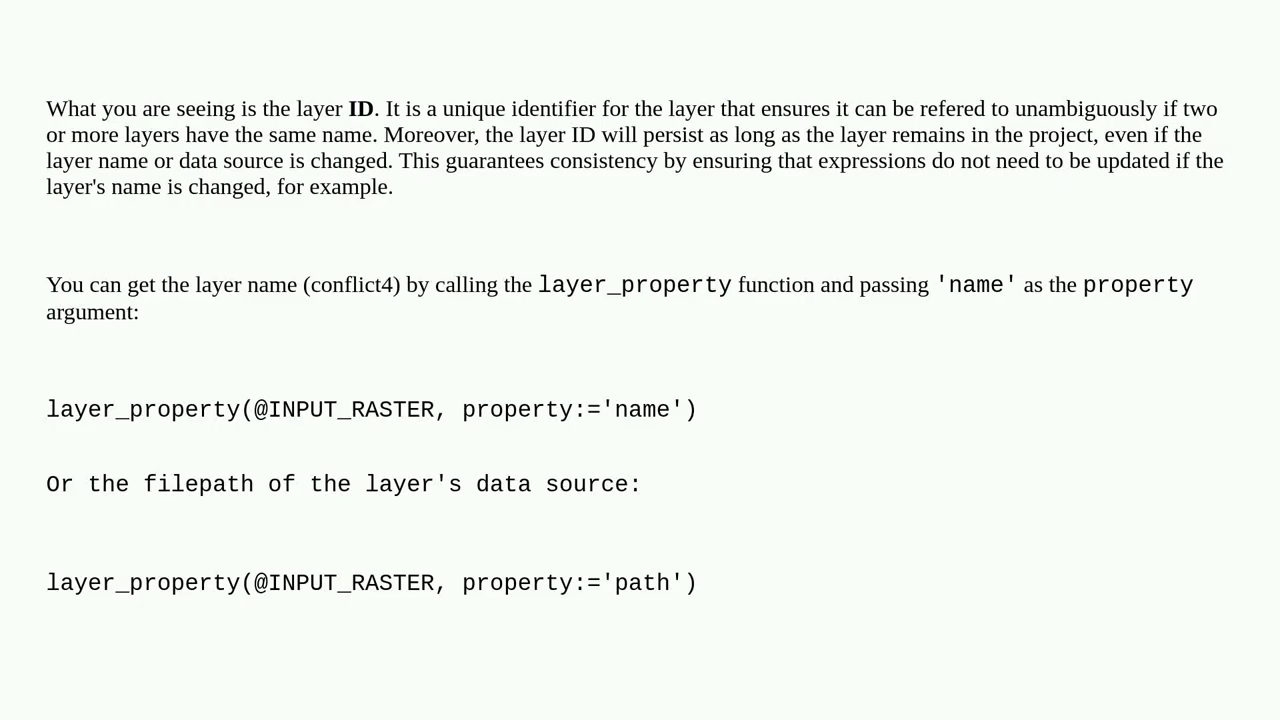 What you are seeing is the layer ID. It is a unique identifier for the layer that ensures it can be refered to unambiguously if two
or more layers have the same name. Moreover, the layer ID will persist as long as the layer remains in the project, even if the
layer name or data source is changed. This guarantees consistency by ensuring that expressions do not need to be updated if the
layer's name is changed, for example.
You can get the layer name (conflict4) by calling the layer_property function and passing 'name' as the property
argument:
layer_property(@INPUT_RASTER, property:='name')
Or the filepath of the layer's data source:
layer_property(@INPUT_RASTER, property:='path')